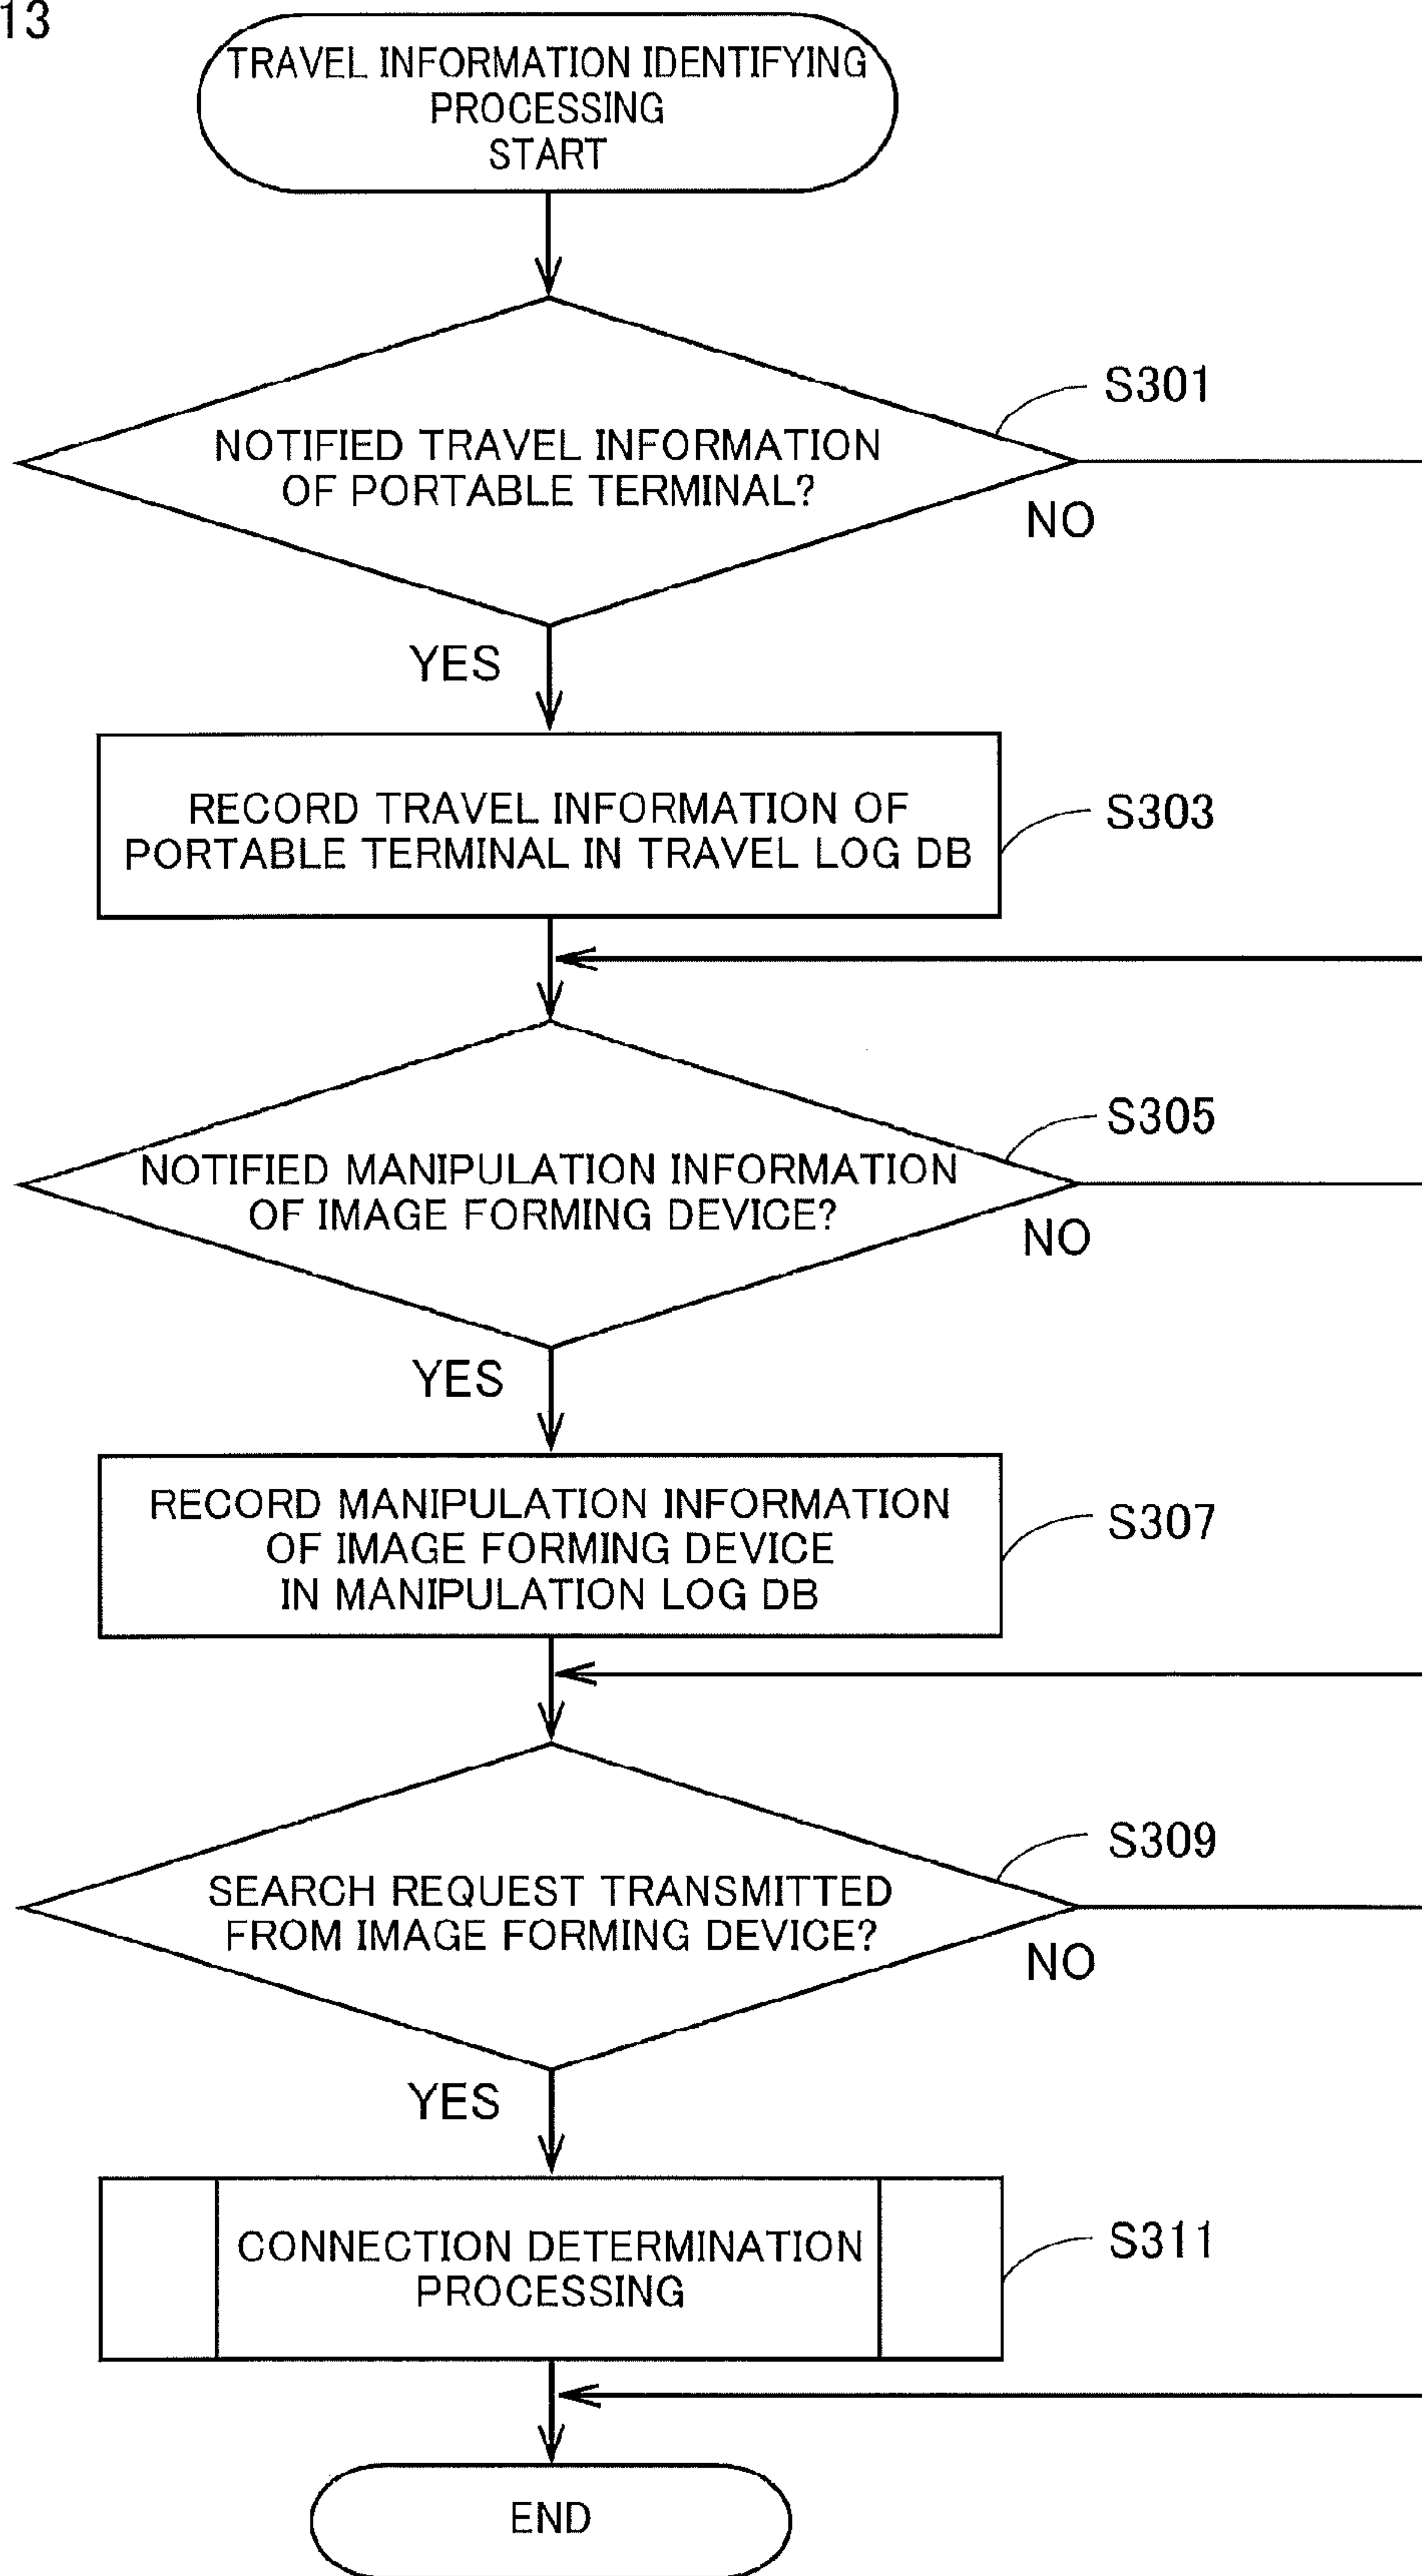 13
TRAVEL INFORMATION IDENTIFYING
PROCESSING
START
S301
NOTIFIED TRAVEL INFORMATION
OF PORTABLE TERMINAL?
NO
YES
RECORD TRAVEL INFORMATION OF
PORTABLE TERMINAL IN TRAVEL LOG DB
S303
S305
NOTIFIED MANIPULATION INFORMATION
OF IMAGE FORMING DEVICE?
NO
YES
RECORD MANIPULATION INFORMATION
OF IMAGE FORMING DEVICE
IN MANIPULATION LOG DB
S307
S309
SEARCH REQUEST TRANSMITTED
FROM IMAGE FORMING DEVICE?
NO
YES
CONNECTION DETERMINATION
PROCESSING
S311
END